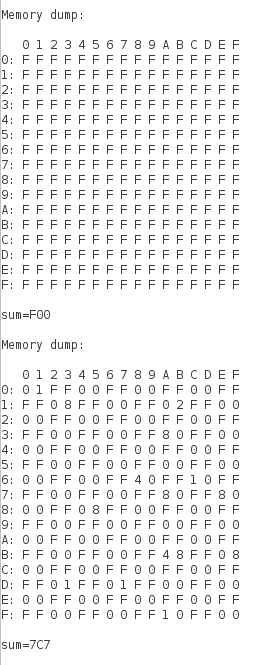 Memory dump:
0 1 2 3 4 5 6 7 8 9 A B C D E F
0: F F F F F F F F F F F F F F F F
1: F F F F F F F F F F F F F F F F
2: F F F F F F F F F F F F F F F F
3: F F F F F F F F F F F F F F F F
4: F F F F F F F F F F F F F F F F
5: F F F F F F F F F F F F F F F F
6: F F F F F F F F F F F F F F F F
7: F F F F F F F F F F F F F F F F
8: F F F F F F F F F F F F F F F F
9: F F F F F F F F F F F F F F F F
A: F F F F F F F F F F F F F F F F
B: F F F F F F F F F F F F F F F F
C: F F F F F F F F F F F F F F F F
D: F F F F F F F F F F F F F F F F
E: F F F F F F F F F F F F F F F F
F: F F F F F F F F F F F F F F F F
sum=F00
Memory dump:
0 1 2 3 4 5 6 7 8 9 A B C D E F
0: 0 1 F F 0 0 F F 0 0 F F 0 0 F F
1: F F 0 8 F F 0 0 F F 0 2 F F 0 0
2: 0 0 F F 0 0 F F 0 0 F F 0 0 F F
3: F F 0 0 F F 0 0 F F 8 0 F F 0 0
4: 0 0 F F 0 0 F F 0 0 F F 0 0 F F
5: F F 0 0 F F 0 0 F F 0 0 F F 0 0
6: 0 0 F F 0 0 F F 4 0 F F 1 0 F F
7: F F 0 0 F F 0 0 F F 8 0 F F 8 0
8: 0 0 F F 0 8 F F 0 0 F F 0 0 F F
9: F F 0 0 F F 0 0 F F 0 0 F F 0 0
A: 0 0 F F 0 0 F F 0 0 F F 0 0 F F
B: F F 0 0 F F 0 0 F F 4 8 F F 0 8
C: 0 0 F F 0 0 F F 0 0 F F 0 0 F F
D: F F 0 1 F F 0 1 F F 0 0 F F 0 0
E: 0 0 F F 0 0 F F 0 0 F F 0 0 F F
F: F F 0 0 F F 0 0 F F 1 0 F F 0 0
sum=7C7